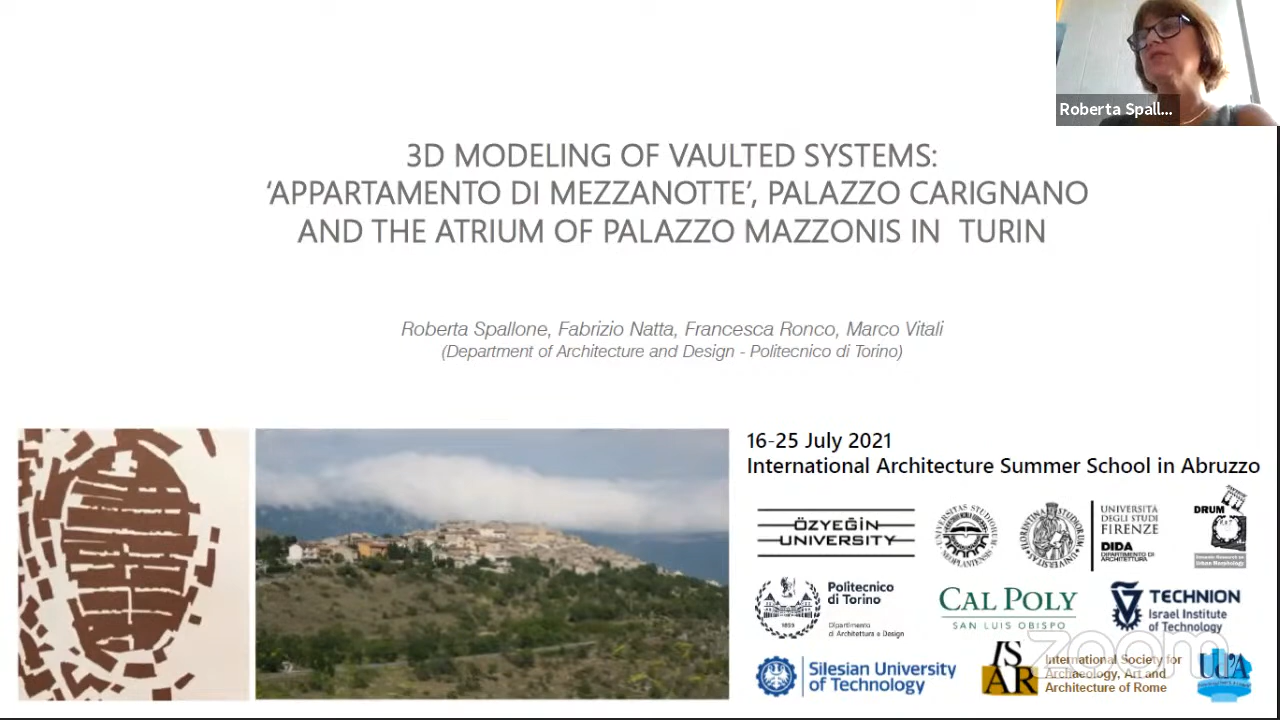 Roberta Spall...
3D MODELING OF VAULTED SYSTEMS:
‘APPARTAMENTO DI MEZZANOTTE’, PALAZZO CARIGNANO
AND THE ATRIUM OF PALAZZO MAZZONIS IN TURIN
Roberta Spallone, Fabrizio Natta, Francesca Ronco, Marco Vitali
(Department of Architecture and Design - Politecnico di Torino)
16-25 July 2021
International Architecture Summer School in Abruzzo
ÖZYEĞİN
UNIVERSITY
UNIVERSITÀ
DEGLI STUDI
FIRENZE
DIDA
DIPARTIMENTO DI
ARCHITETTURA
DRUM
Urban Morphology
Politecnico
di Torino
1859
Dipartimento
di Architettura e Design
CAL POLY
SAN LUIS OBISPO
TECHNION
Israel Institute
of Technology
zoom
Silesian University
of Technology
ISAR
International Society for
Archaeology, Art and
Architecture of Rome
Ud'A